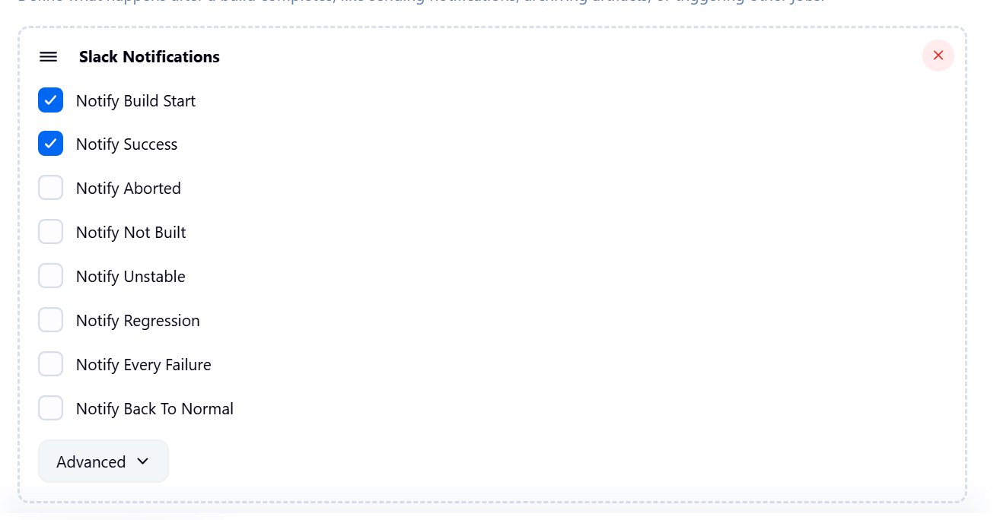 Define what happens after a build completes, like sending notifications, archiving artifacts, or triggering other jobs.
Slack Notifications
Notify Build Start
Notify Success
Notify Aborted
Notify Not Built
Notify Unstable
Notify Regression
Notify Every Failure
Notify Back To Normal
Advanced